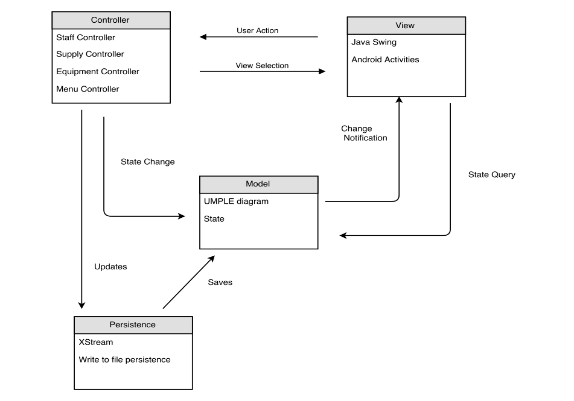 Controller
Staff Controller
Supply Controller
Equipment Controller
Menu Controller
User Action
View Selection
View
Java Swing
Android Activities
Change
Notification
State Change
State Query
Model
UMPLE diagram
State
Updates
Saves
Persistence
XStream
Write to file persistence